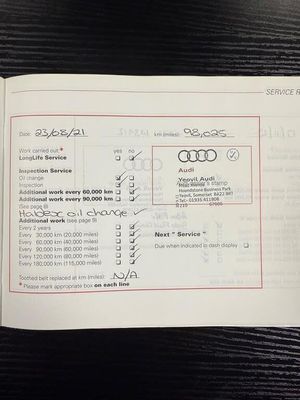 SERVICE R
Date: 23/08/21 km (miles): 98,025
Work carried out * yes no
LongLife Service
Inspection Service
Oil change
Inspection
Additional work every 60,000 km
Additional work every 90,000 km
(See page 8)
Haldex oil change ✓
Additional work (see page 9)
Every 2 years
Every 30,000 km (20,000 miles)
Every 60,000 km (40,000 miles)
Every 90,000 km (60,000 miles)
Every 120,000 km (80,000 miles)
Every 180,000 km (115,000 miles)
Toothed belt replaced at km (miles): N/A
* Please mark appropriate box on each line
Audi
Yeovil Audi
Houndstone Business Park
Yeovil, Somerset, BA22 8RT
Tel: 01935
Next " Service "
Due when indicated in dash display